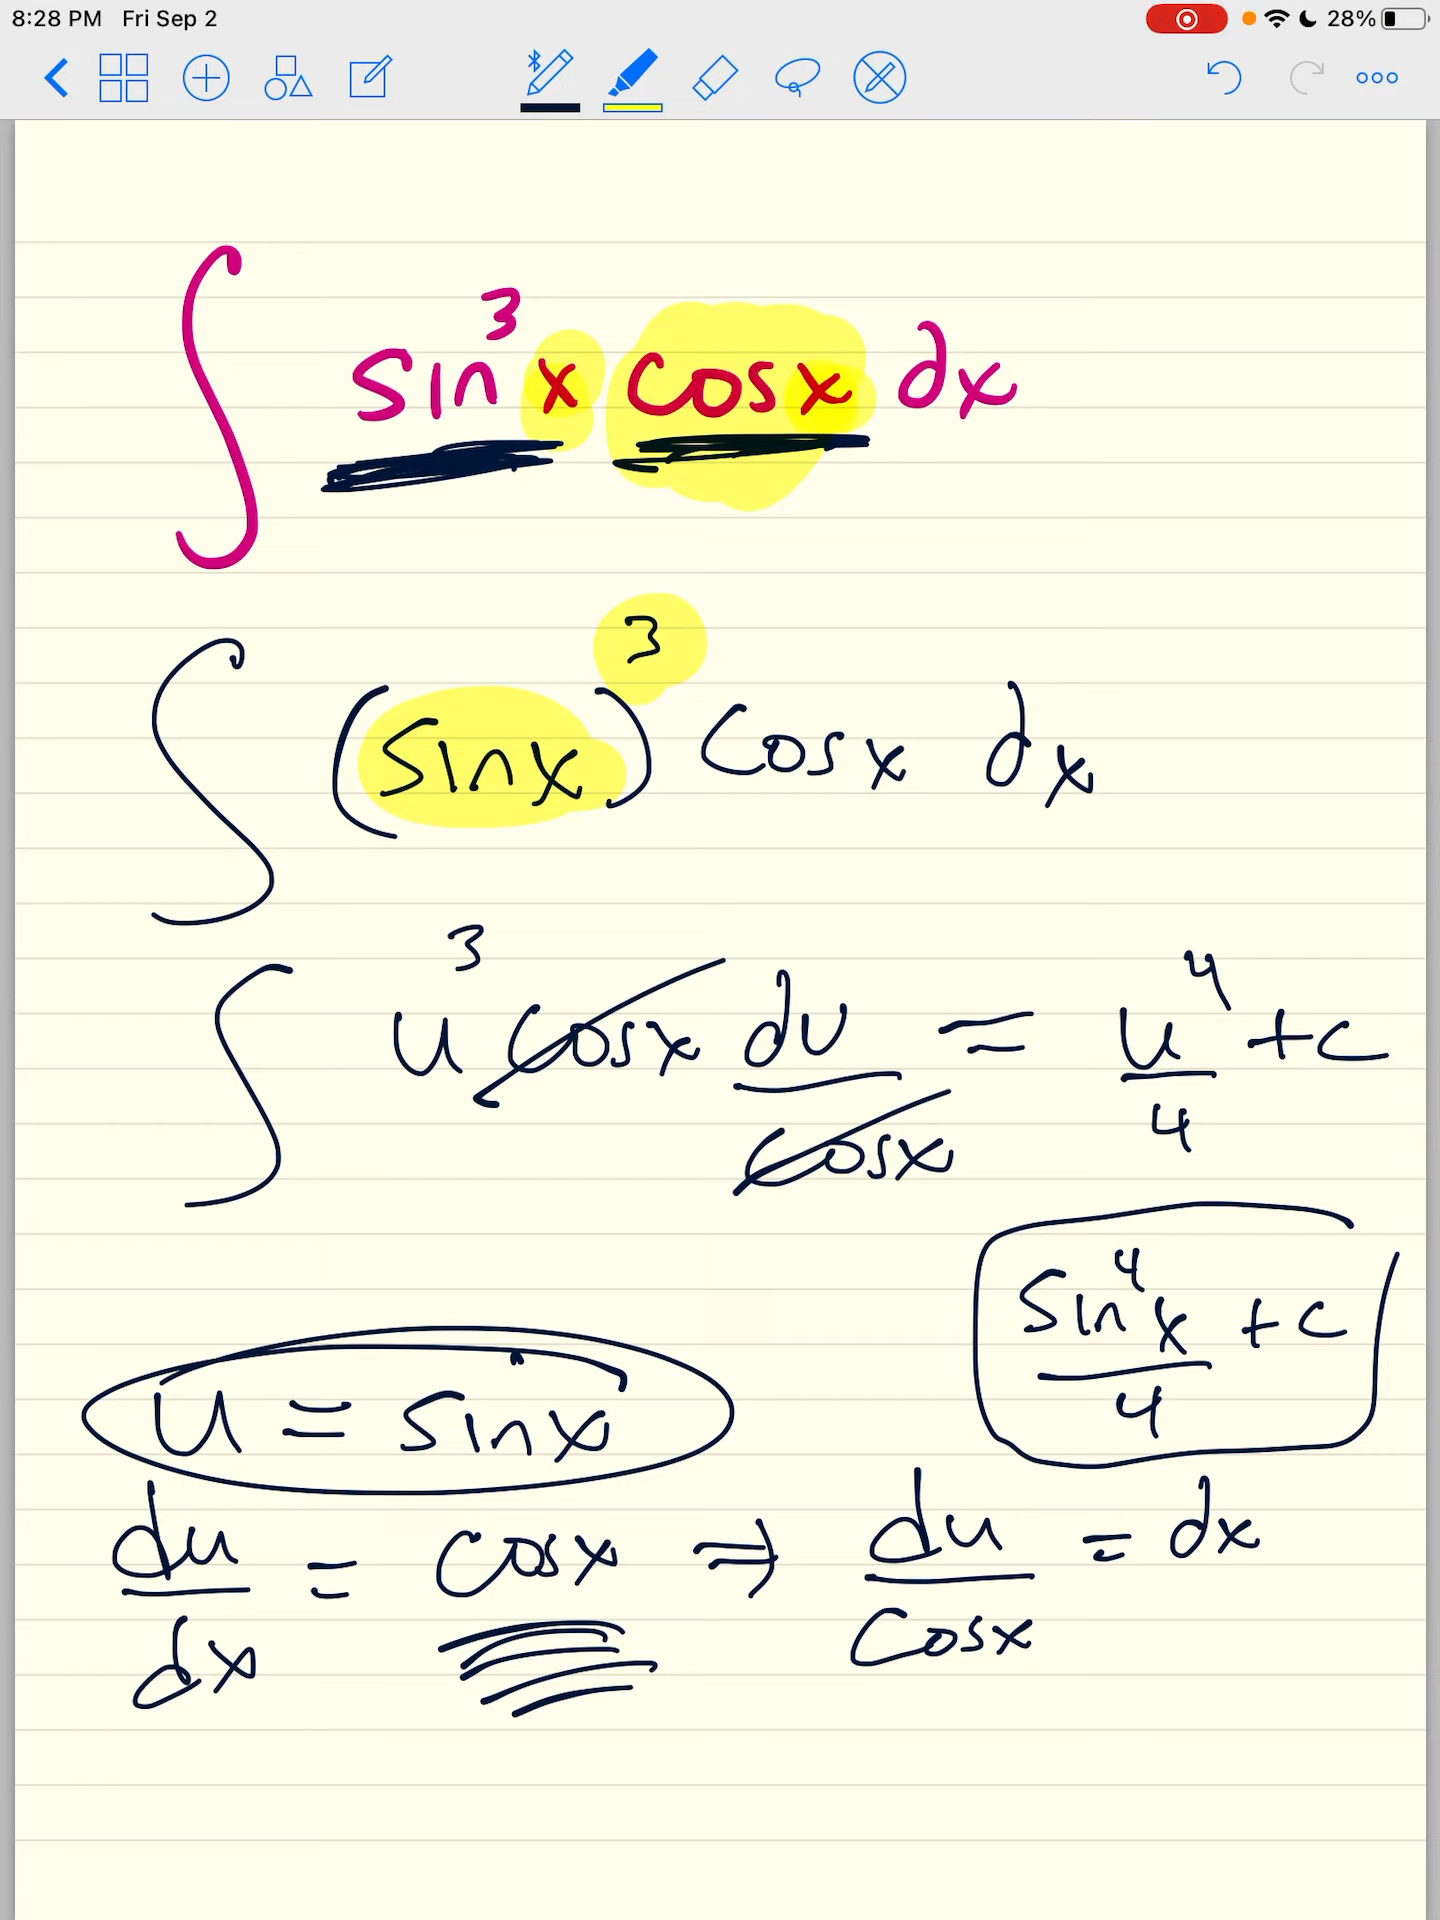 8:28 PM Fri Sep 2 28%
∫ sin³x cosx dx
∫ (sinx)³ cosx dx
∫ u³ cosx du/cosx = u⁴/4 + c
sin⁴x/4 + c
u = sinx
du/dx = cosx ⇒ du/cosx = dx